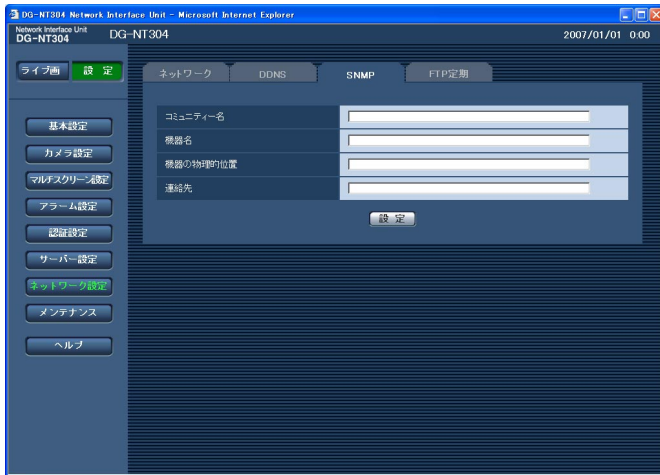 DG-NT304 Network Interface Unit - Microsoft Internet Explorer
Network Interface Unit
DG-NT304
DG-NT304
2007/01/01 0:00
ライブ画
設 定
ネットワーク
DDNS
SNMP
FTP定期
コミュニティー名
機器名
機器の物理的位置
連絡先
設 定
基本設定
カメラ設定
マルチスクリーン設定
アラーム設定
認証設定
サーバー設定
ネットワーク設定
メンテナンス
ヘルプ